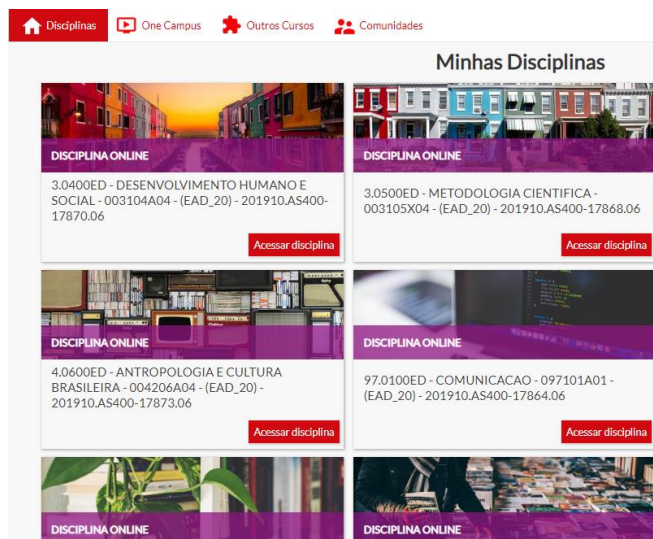 Disciplinas
One Campus
Outros Cursos
Comunidades
Minhas Disciplinas
DISCIPLINA ONLINE
3.0400ED - DESENVOLVIMENTO HUMANO E
SOCIAL - 003104A04 - (EAD_20) - 201910.AS400-
17870.06
Acessar disciplina
DISCIPLINA ONLINE
3.0500ED - METODOLOGIA CIENTIFICA -
003105X04 - (EAD_20) - 201910.AS400-17868.06
Acessar disciplina
DISCIPLINA ONLINE
4.0600ED - ANTROPOLOGIA E CULTURA
BRASILEIRA - 004206A04 - (EAD_20) -
201910.AS400-17873.06
Acessar disciplina
DISCIPLINA ONLINE
97.0100ED - COMUNICACAO - 097101A01 -
(EAD_20) - 201910.AS400-17864.06
Acessar disciplina
DISCIPLINA ONLINE
DISCIPLINA ONLINE